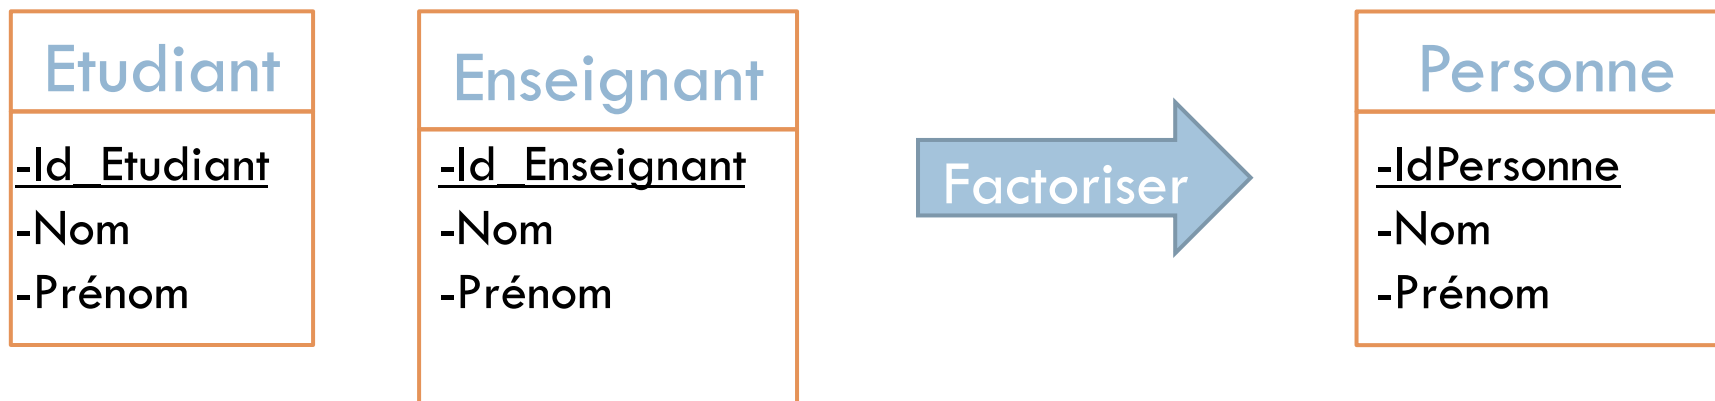 Etudiant
-Id_Etudiant
-Nom
-Prénom
Enseignant
-Id_Enseignant
-Nom
-Prénom
Factoriser
Personne
-IdPersonne
-Nom
-Prénom